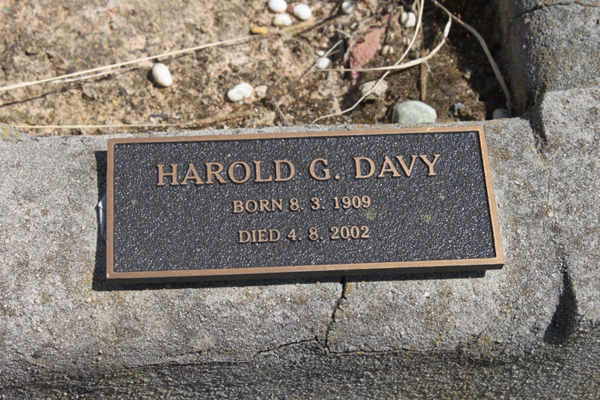 HAROLD G. DAVY
BORN 8. 3. 1909
DIED 4. 8. 2002